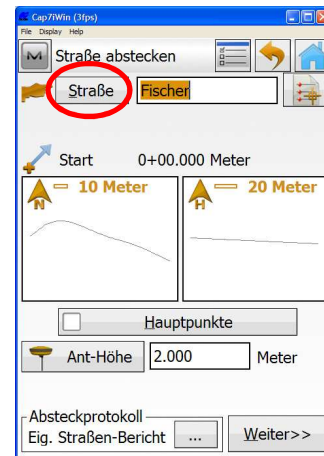 Cap7iWin (3fps)
File Display Help
M Straße abstecken
Straße Fischer
Start 0+00.000 Meter
10 Meter
N
20 Meter
H
Hauptpunkte
Ant-Höhe 2.000 Meter
Absteckprotokoll
Eig. Straßen-Bericht ... Weiter>>